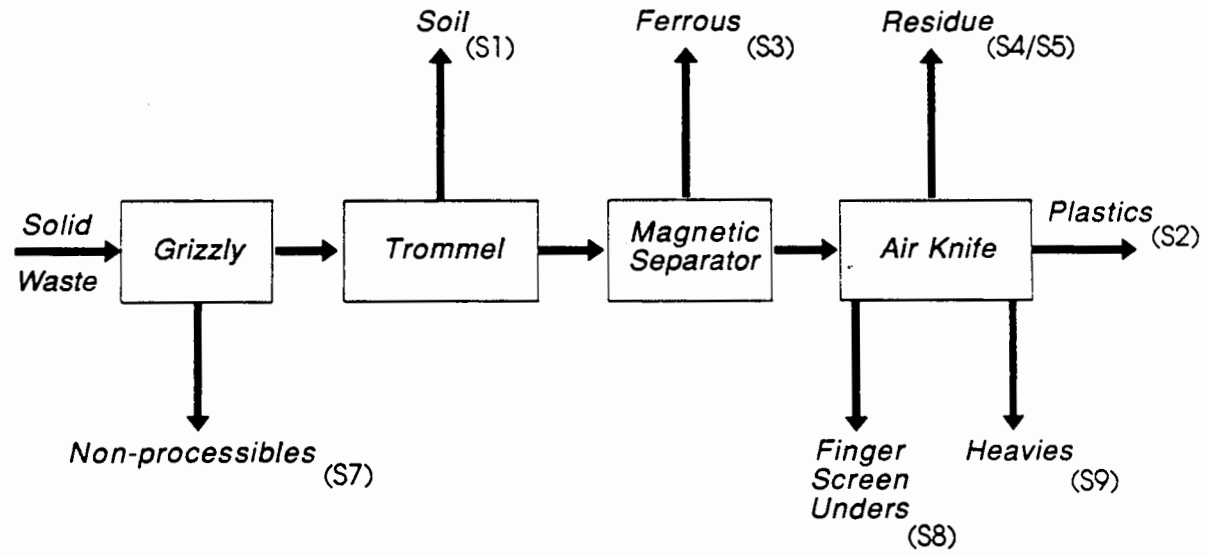 Soil
(S1)
Ferrous
(S3)
Residue
(S4/S5)
Solid
Waste
Grizzly
Trommel
Magnetic
Separator
Air Knife
Plastics
(S2)
Non-processibles
(S7)
Finger
Screen
Unders
(S8)
Heavies
(S9)